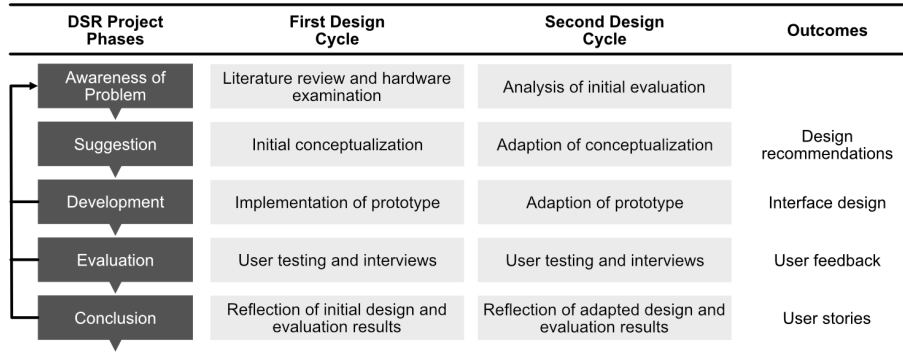 DSR Project
Phases
First Design
Cycle
Second Design
Cycle
Outcomes
Awareness of
Problem
Literature review and hardware
examination
Analysis of initial evaluation
Suggestion
Initial conceptualization
Adaption of conceptualization
Design
recommendations
Development
Implementation of prototype
Adaption of prototype
Interface design
Evaluation
User testing and interviews
User testing and interviews
User feedback
Conclusion
Reflection of initial design and
evaluation results
Reflection of adapted design and
evaluation results
User stories